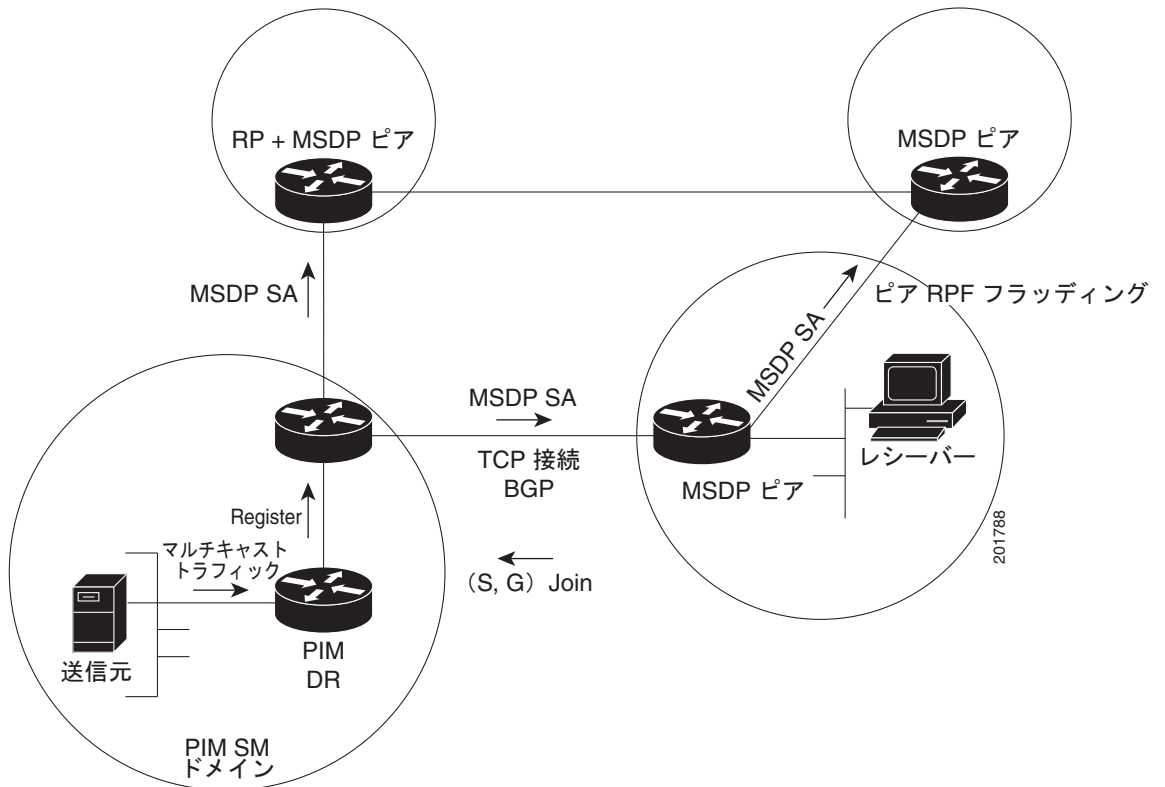 RP + MSDP ピア
MSDP ピア
MSDP SA
ピア RPF フラッディング
MSDP SA
MSDP SA
TCP 接続
BGP
レシーバー
MSDP ピア
201788
Register
マルチキャスト
トラフィック
(S, G) Join
送信元
PIM
DR
PIM SM
ドメイン